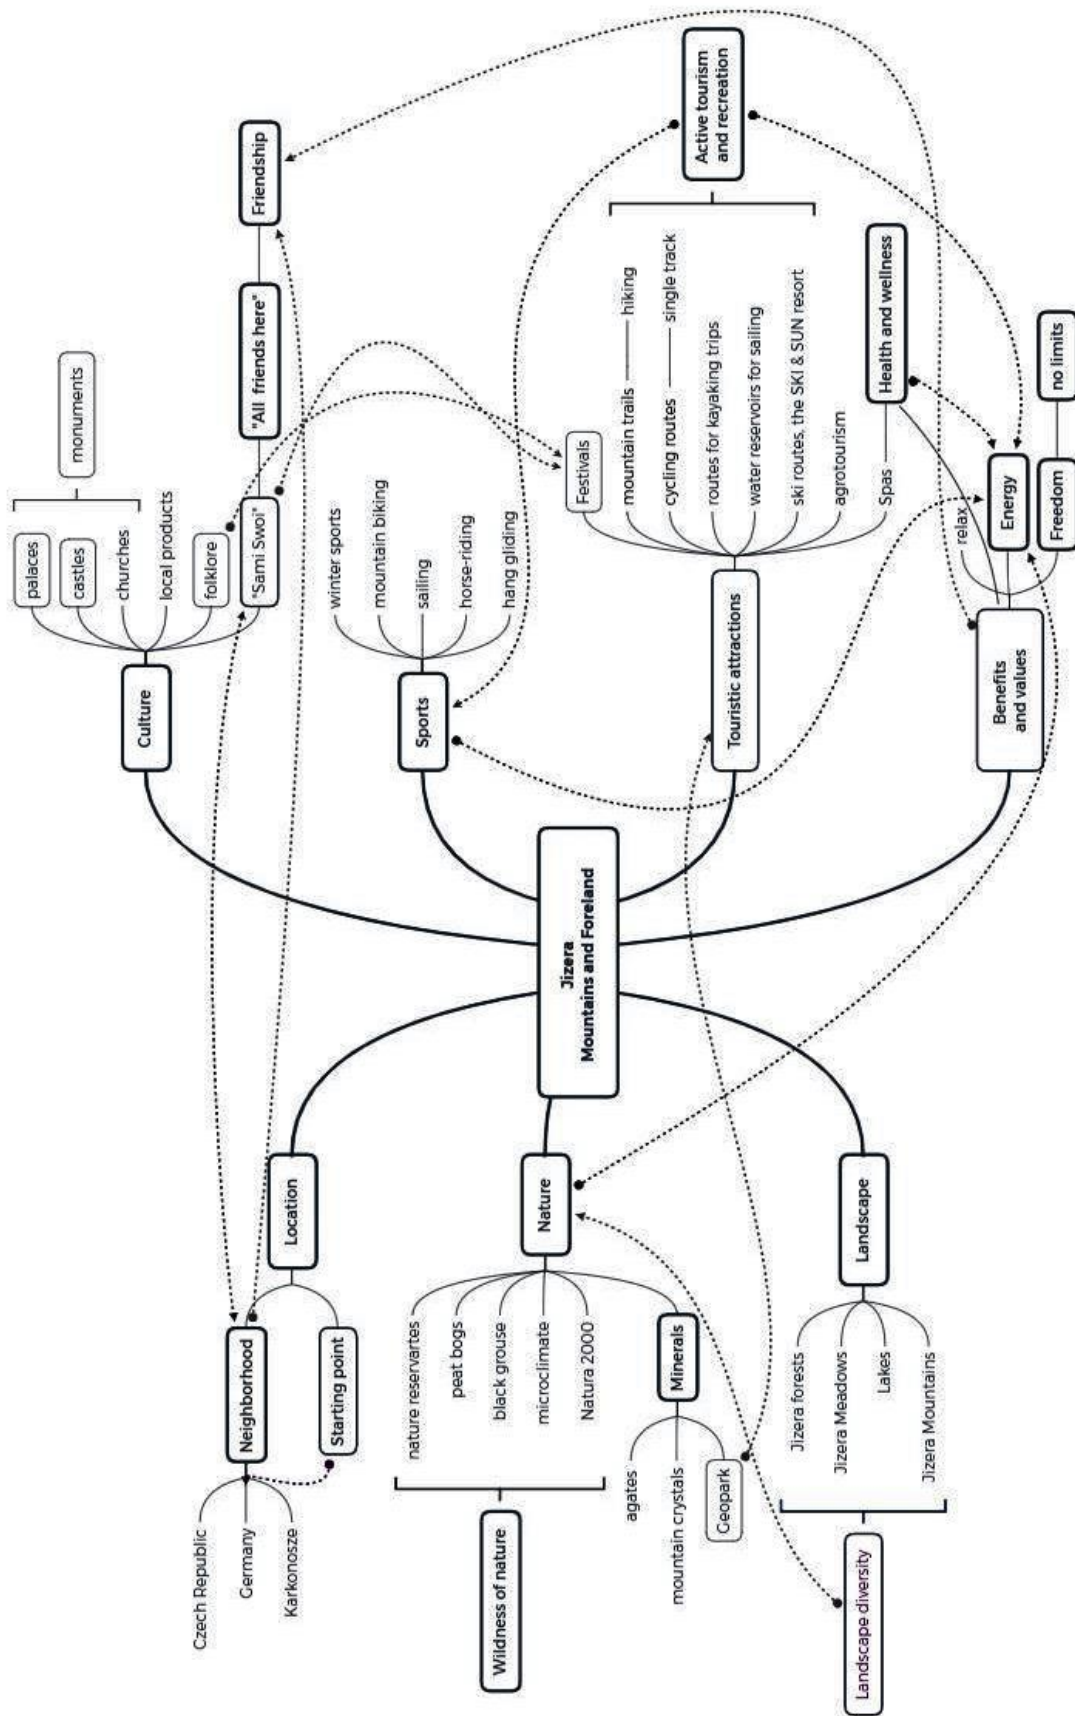 Jizera
Mountains and Foreland
Location
Neighborhood
Czech Republic
Germany
Karkonosze
Starting point
Nature
nature reservartes
peat bogs
black grouse
microclimate
Natura 2000
Wildness of nature
Minerals
agates
mountain crystals
Geopark
Landscape
Jizera forests
Jizera Meadows
Lakes
Jizera Mountains
Landscape diversity
Culture
palaces
castles
churches
monuments
local products
folklore
"Sami Swoi"
"All friends here"
Friendship
Sports
winter sports
mountain biking
sailing
horse-riding
hang gliding
Touristic attractions
Festivals
mountain trails
hiking
cycling routes
single track
routes for kayaking trips
water reservoirs for sailing
ski routes, the SKI & SUN resort
agrotourism
Spas
Health and wellness
Active tourism
and recreation
Benefits
and values
relax
Energy
Freedom
no limits